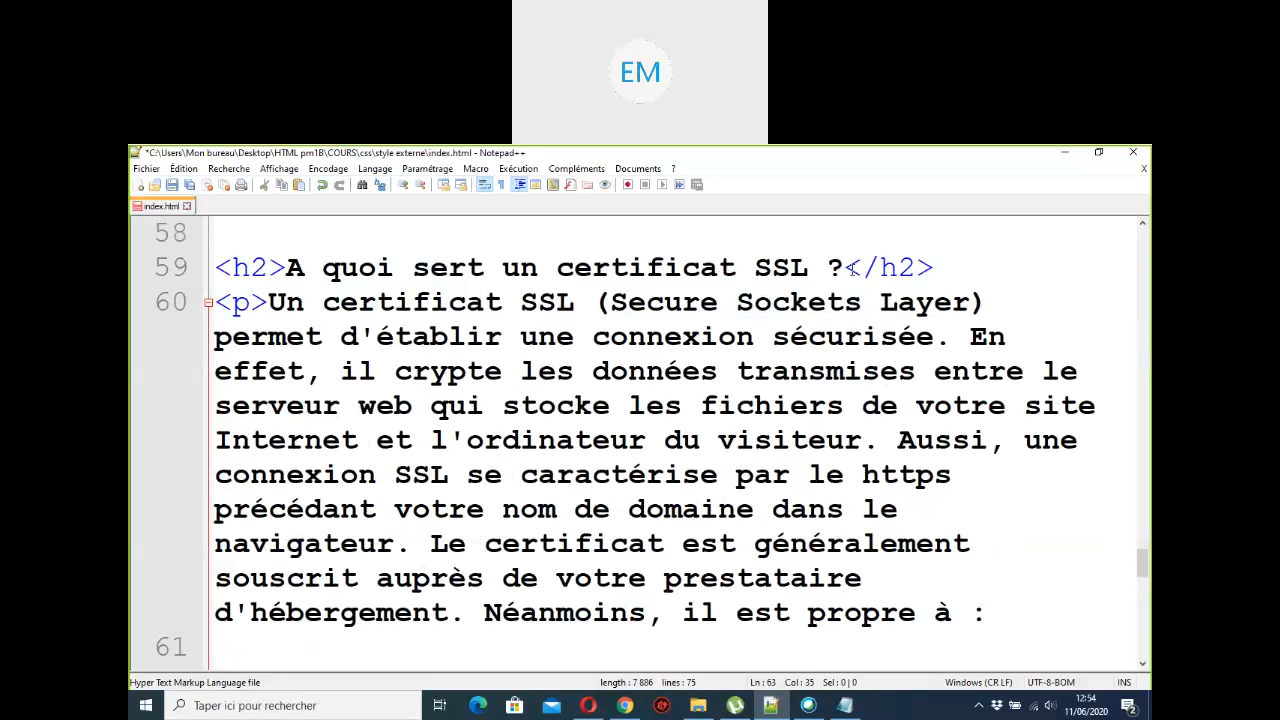 EM
*C:\Users\Mon bureau\Desktop\HTML pm1B\COURS\css\style externe\index.html - Notepad++
Fichier Édition Recherche Affichage Encodage Langage Paramétrage Macro Exécution Compléments Documents ? X
index.html
58
59 <h2>A quoi sert un certificat SSL ?</h2>
60 <p>Un certificat SSL (Secure Sockets Layer)
permet d'établir une connexion sécurisée. En
effet, il crypte les données transmises entre le
serveur web qui stocke les fichiers de votre site
Internet et l'ordinateur du visiteur. Aussi, une
connexion SSL se caractérise par le https
précédant votre nom de domaine dans le
navigateur. Le certificat est généralement
souscrit auprès de votre prestataire
d'hébergement. Néanmoins, il est propre à :
61
Hyper Text Markup Language file length : 7 886 lines : 75 Ln : 63 Col : 35 Sel : 0 | 0 Windows (CR LF) UTF-8-BOM INS
Taper ici pour rechercher
12:54
11/06/2020
2